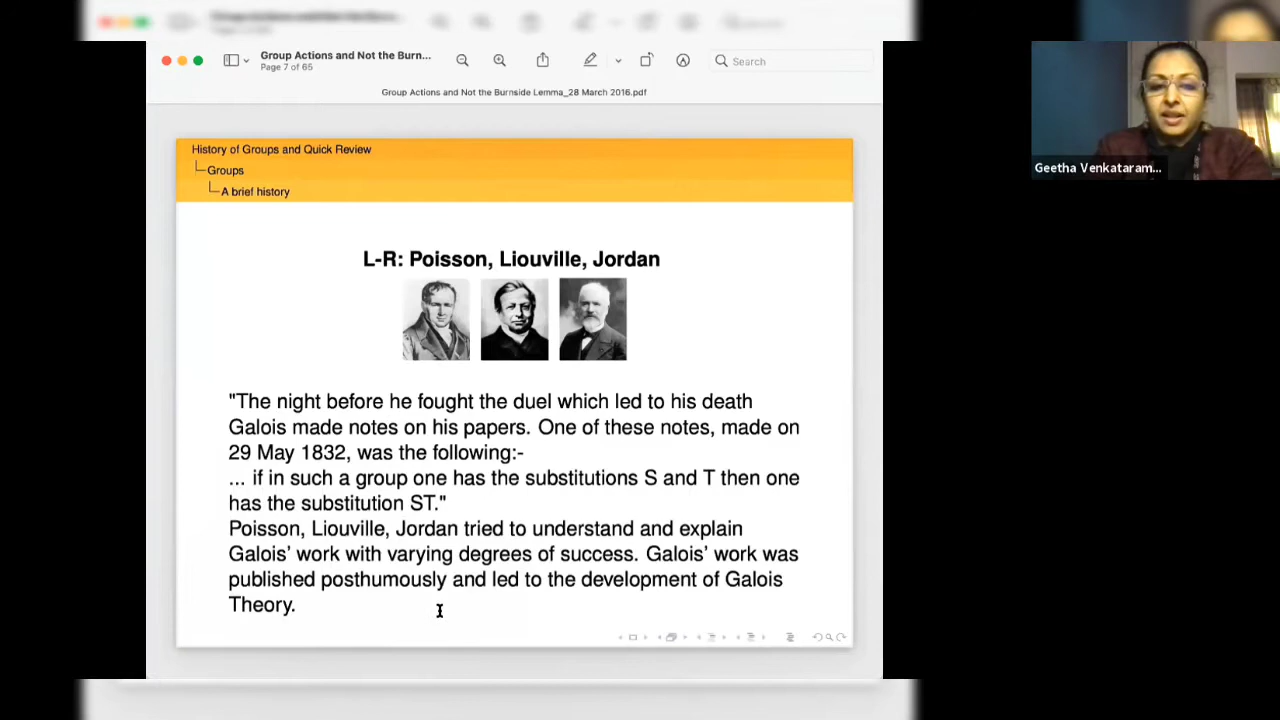 Group Actions and Not the Burn...
Page 7 of 65
Search
Group Actions and Not the Burnside Lemma_28 March 2016.pdf
History of Groups and Quick Review
Groups
A brief history
L-R: Poisson, Liouville, Jordan
"The night before he fought the duel which led to his death
Galois made notes on his papers. One of these notes, made on
29 May 1832, was the following:-
... if in such a group one has the substitutions S and T then one
has the substitution ST."
Poisson, Liouville, Jordan tried to understand and explain
Galois' work with varying degrees of success. Galois' work was
published posthumously and led to the development of Galois
Theory.
Geetha Venkataram...